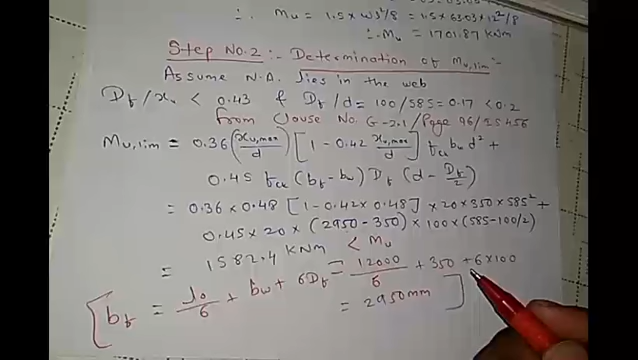 ∴ Mu = 1.5 × wl²/8 = 1.5 × 63.03 × 12²/8
∴ Mu = 1701.87 KNm
Step No.2 :- Determination of Mu,lim :-
Assume N.A. lies in the web
Df/xu < 0.43 & Df/d = 100/585 = 0.17 < 0.2
From Clause No. G-2.1/Page 96/IS 456
Mu,lim = 0.36 (xu,max/d) [1 - 0.42 xu,max/d] fck bw d² +
0.45 fck (bf - bw) Df (d - Df/2)
= 0.36 × 0.48 [1 - 0.42 × 0.48] × 20 × 350 × 585² +
0.45 × 20 × (2950 - 350) × 100 × (585 - 100/2)
= 1582.4 KNm < Mu
[bf = lo/6 + bw + 6Df = 12000/6 + 350 + 6 × 100
= 2950mm]